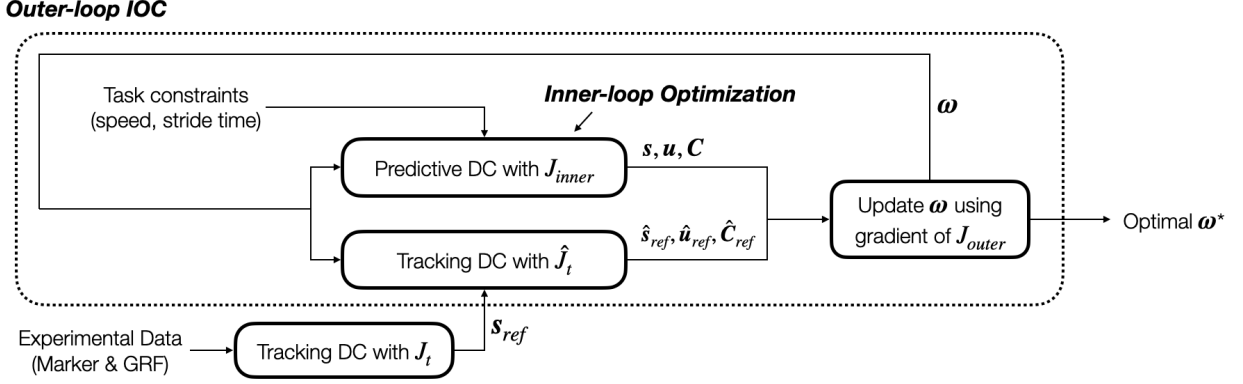 Outer-loop IOC
Task constraints
(speed, stride time)
Inner-loop Optimization
ω
Predictive DC with J_inner
s, u, C
Update ω using
gradient of J_outer
Optimal ω*
Tracking DC with Ĵ_t
ŝ_ref, û_ref, Ĉ_ref
Experimental Data
(Marker & GRF)
Tracking DC with J_t
s_ref